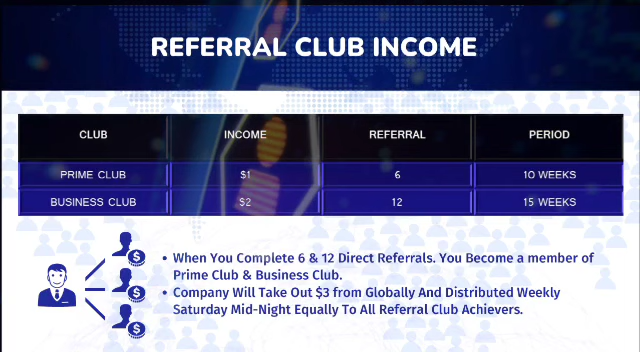 REFERRAL CLUB INCOME
CLUB INCOME REFERRAL PERIOD
PRIME CLUB $1 6 10 WEEKS
BUSINESS CLUB $2 12 15 WEEKS
• When You Complete 6 & 12 Direct Referrals. You Become a member of
Prime Club & Business Club.
• Company Will Take Out $3 from Globally And Distributed Weekly
Saturday Mid-Night Equally To All Referral Club Achievers.
$
$
$